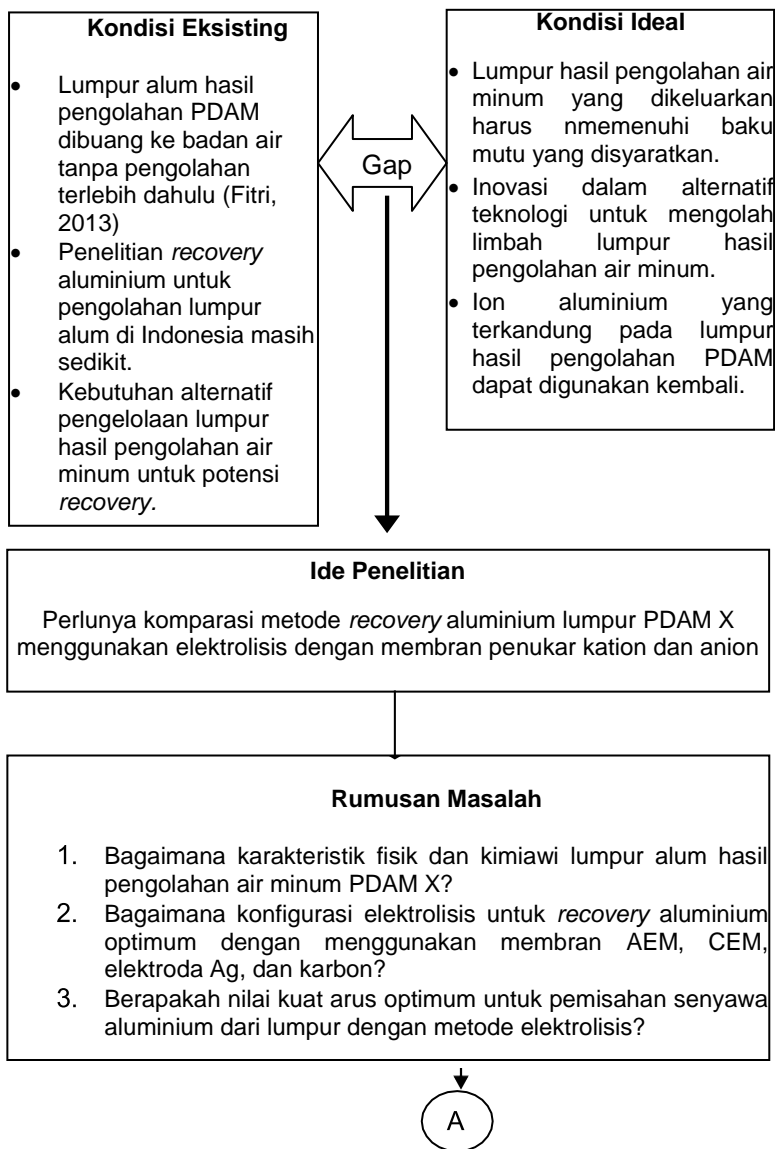 Kondisi Eksisting
• Lumpur alum hasil
pengolahan PDAM
dibuang ke badan air
tanpa pengolahan
terlebih dahulu (Fitri,
2013)
• Penelitian recovery
aluminium untuk
pengolahan lumpur
alum di Indonesia masih
sedikit.
• Kebutuhan alternatif
pengelolaan lumpur
hasil pengolahan air
minum untuk potensi
recovery.
Gap
Kondisi Ideal
• Lumpur hasil pengolahan air
minum yang dikeluarkan
harus nmemenuhi baku
mutu yang disyaratkan.
• Inovasi dalam alternatif
teknologi untuk mengolah
limbah lumpur hasil
pengolahan air minum.
• Ion aluminium yang
terkandung pada lumpur
hasil pengolahan PDAM
dapat digunakan kembali.
Ide Penelitian
Perlunya komparasi metode recovery aluminium lumpur PDAM X
menggunakan elektrolisis dengan membran penukar kation dan anion
Rumusan Masalah
1. Bagaimana karakteristik fisik dan kimiawi lumpur alum hasil
pengolahan air minum PDAM X?
2. Bagaimana konfigurasi elektrolisis untuk recovery aluminium
optimum dengan menggunakan membran AEM, CEM,
elektroda Ag, dan karbon?
3. Berapakah nilai kuat arus optimum untuk pemisahan senyawa
aluminium dari lumpur dengan metode elektrolisis?
A